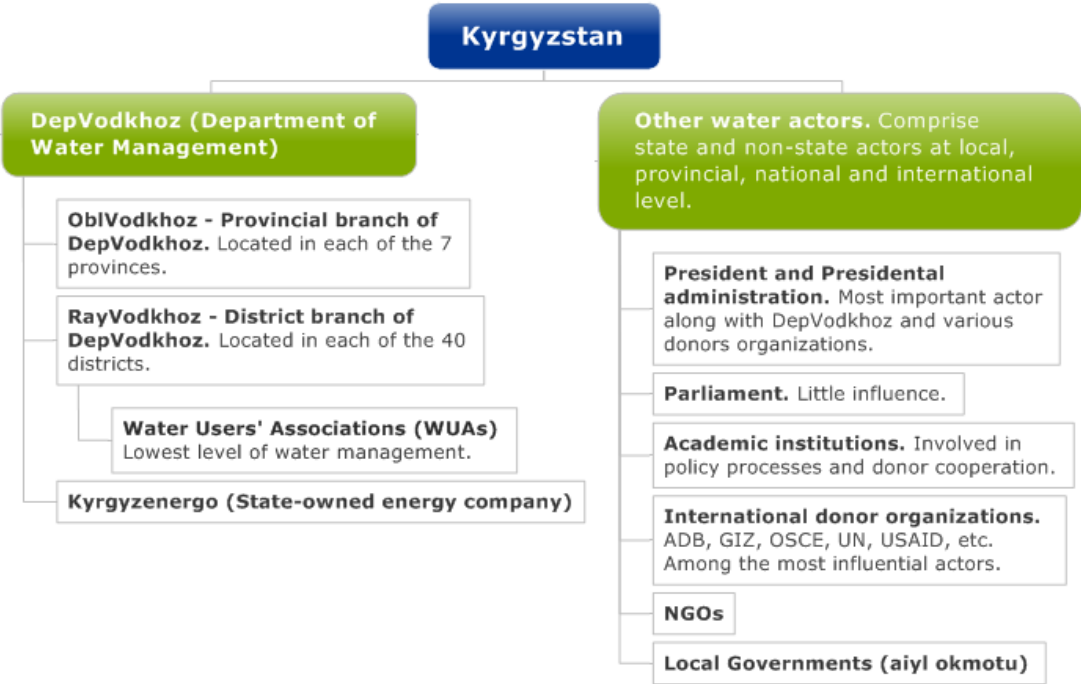 Kyrgyzstan
DepVodkhoz (Department of
Water Management)
OblVodkhoz - Provincial branch of
DepVodkhoz. Located in each of the 7
provinces.
RayVodkhoz - District branch of
DepVodkhoz. Located in each of the 40
districts.
Water Users' Associations (WUAs)
Lowest level of water management.
Kyrgyzenergo (State-owned energy company)
Other water actors. Comprise
state and non-state actors at local,
provincial, national and international
level.
President and Presidental
administration. Most important actor
along with DepVodkhoz and various
donors organizations.
Parliament. Little influence.
Academic institutions. Involved in
policy processes and donor cooperation.
International donor organizations.
ADB, GIZ, OSCE, UN, USAID, etc.
Among the most influential actors.
NGOs
Local Governments (aiyl okmotu)